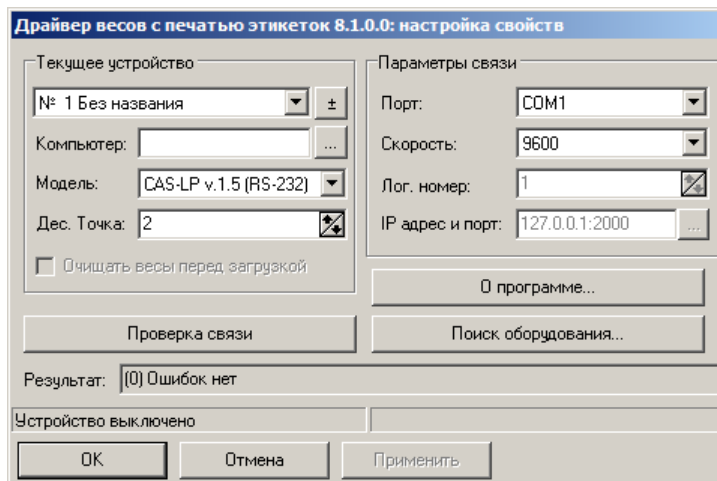 Драйвер весов с печатью этикеток 8.1.0.0: настройка свойств
Текущее устройство
№ 1 Без названия
±
Компьютер:
...
Модель: CAS-LP v.1.5 (RS-232)
Дес. Точка: 2
Очищать весы перед загрузкой
Параметры связи
Порт: COM1
Скорость: 9600
Лог. номер: 1
IP адрес и порт: 127.0.0.1:2000 ...
О программе...
Проверка связи
Поиск оборудования...
Результат: (0) Ошибок нет
Устройство выключено
OK
Отмена
Применить